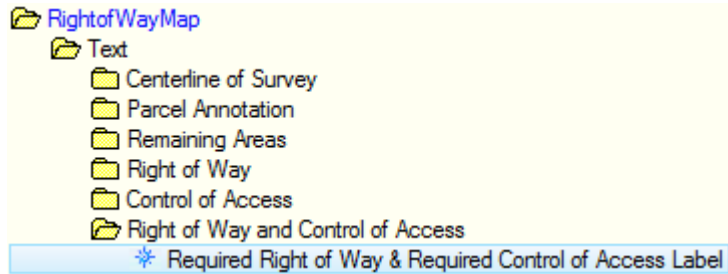 RightofWayMap
Text
Centerline of Survey
Parcel Annotation
Remaining Areas
Right of Way
Control of Access
Right of Way and Control of Access
Required Right of Way & Required Control of Access Label